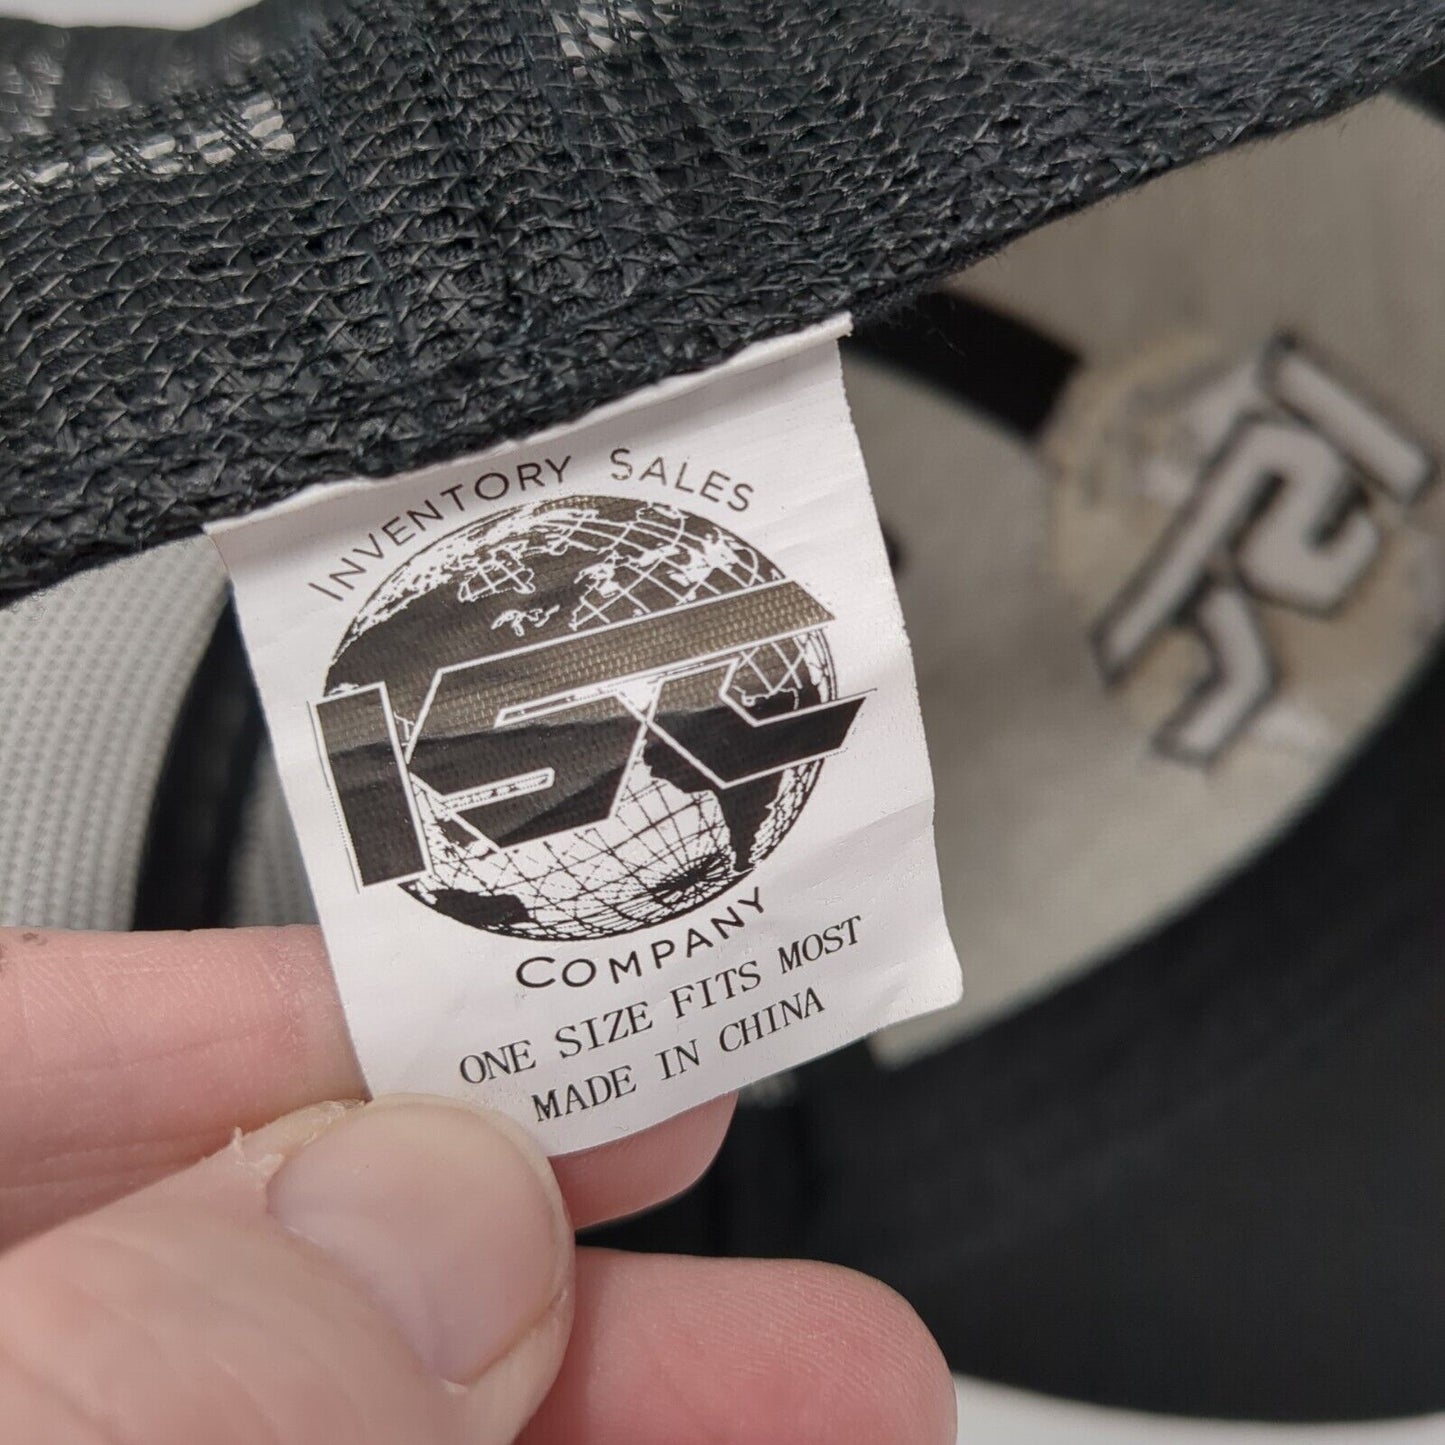 INVENTORY SALES
ISC
COMPANY
ONE SIZE FITS MOST
MADE IN CHINA